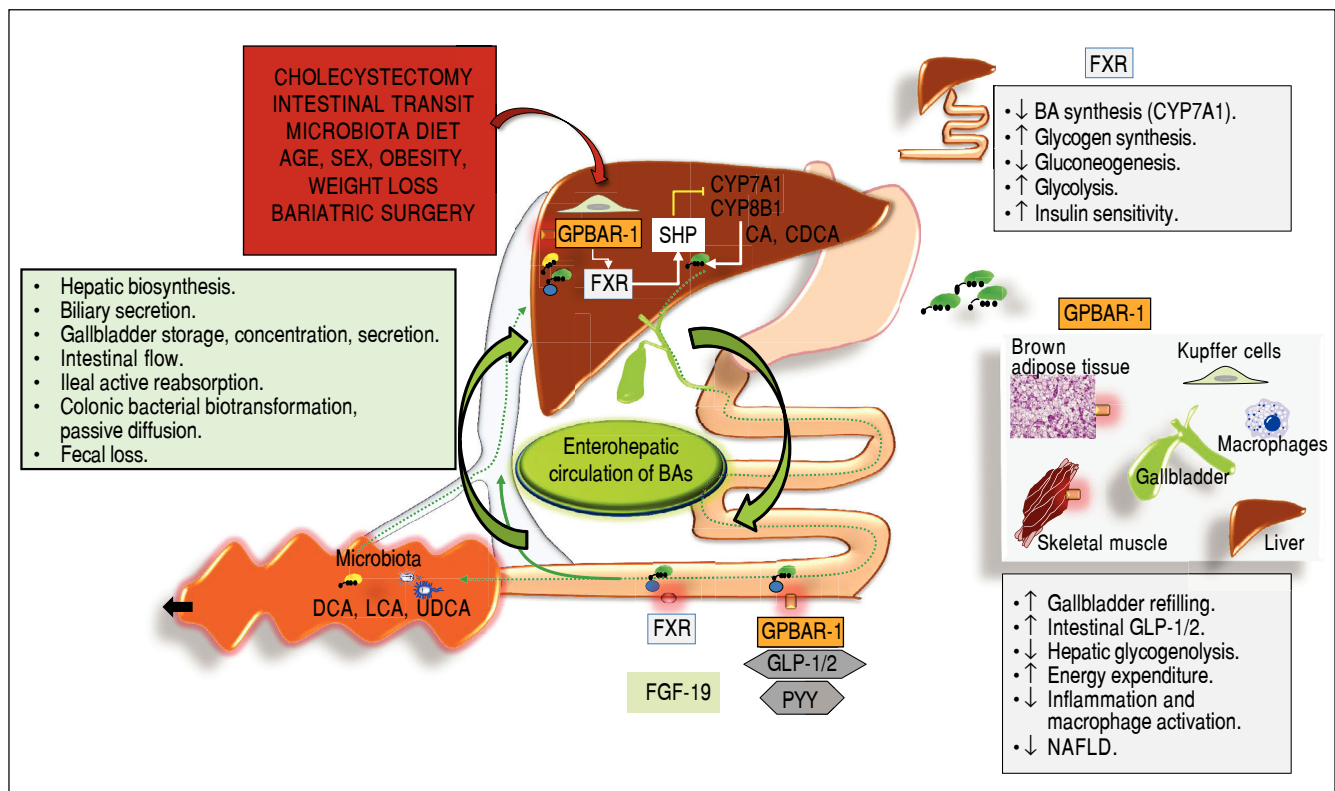 CHOLECYSTECTOMY
INTESTINAL TRANSIT
MICROBIOTA DIET
AGE, SEX, OBESITY,
WEIGHT LOSS
BARIATRIC SURGERY
• Hepatic biosynthesis.
• Biliary secretion.
• Gallbladder storage, concentration, secretion.
• Intestinal flow.
• Ileal active reabsorption.
• Colonic bacterial biotransformation,
passive diffusion.
• Fecal loss.
GPBAR-1
FXR
SHP
CYP7A1
CYP8B1
CA, CDCA
Enterohepatic
circulation of BAs
Microbiota
DCA, LCA, UDCA
FXR
FGF-19
GPBAR-1
GLP-1/2
PYY
FXR
• ↓ BA synthesis (CYP7A1).
• ↑ Glycogen synthesis.
• ↓ Gluconeogenesis.
• ↑ Glycolysis.
• ↑ Insulin sensitivity.
GPBAR-1
Brown
adipose tissue
Kupffer cells
Macrophages
Gallbladder
Skeletal muscle
Liver
• ↑ Gallbladder refilling.
• ↑ Intestinal GLP-1/2.
• ↓ Hepatic glycogenolysis.
• ↑ Energy expenditure.
• ↓ Inflammation and
macrophage activation.
• ↓ NAFLD.